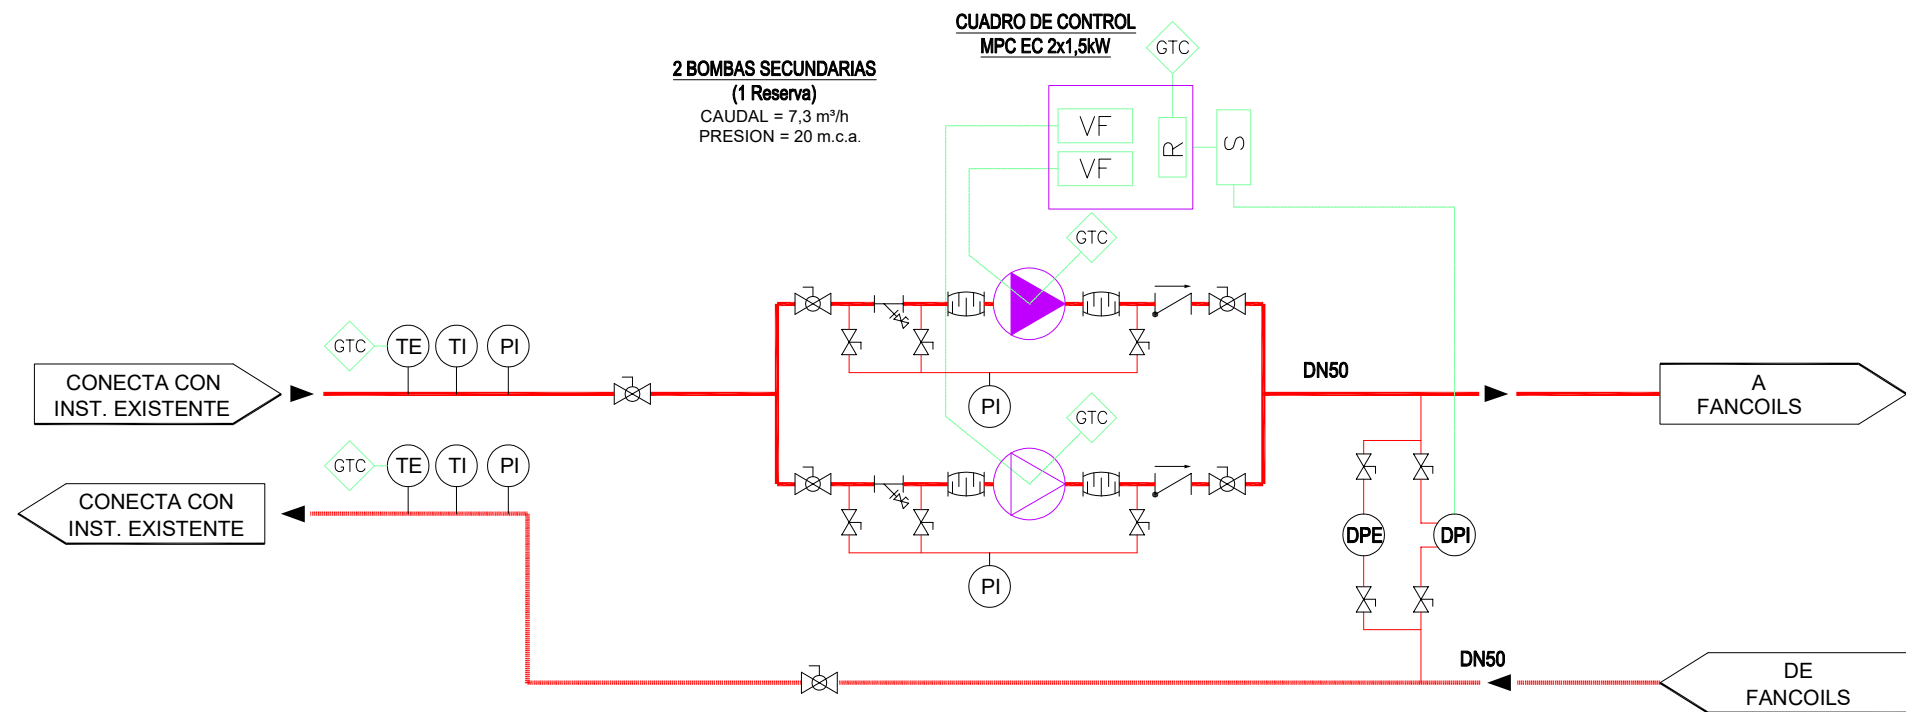 CUADRO DE CONTROL
MPC EC 2x1,5kW
GTC
2 BOMBAS SECUNDARIAS
(1 Reserva)
CAUDAL = 7,3 m³/h
PRESION = 20 m.c.a.
VF
VF
R
S
GTC
GTC
TE
TI
PI
CONECTA CON
INST. EXISTENTE
PI
DN50
A
FANCOILS
GTC
GTC
TE
TI
PI
CONECTA CON
INST. EXISTENTE
PI
DPE
DPI
DN50
DE
FANCOILS